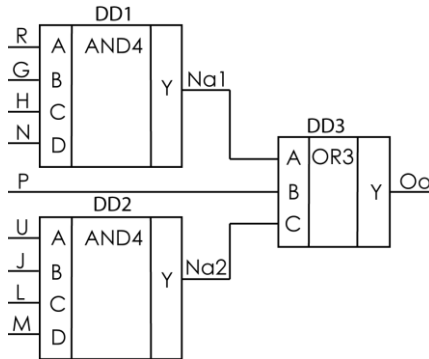 DD1
R A AND4
G B Y Na1
H C
N D
DD3
A OR3
P B Y Oo
C
DD2
U A AND4
J B Y Na2
L C
M D